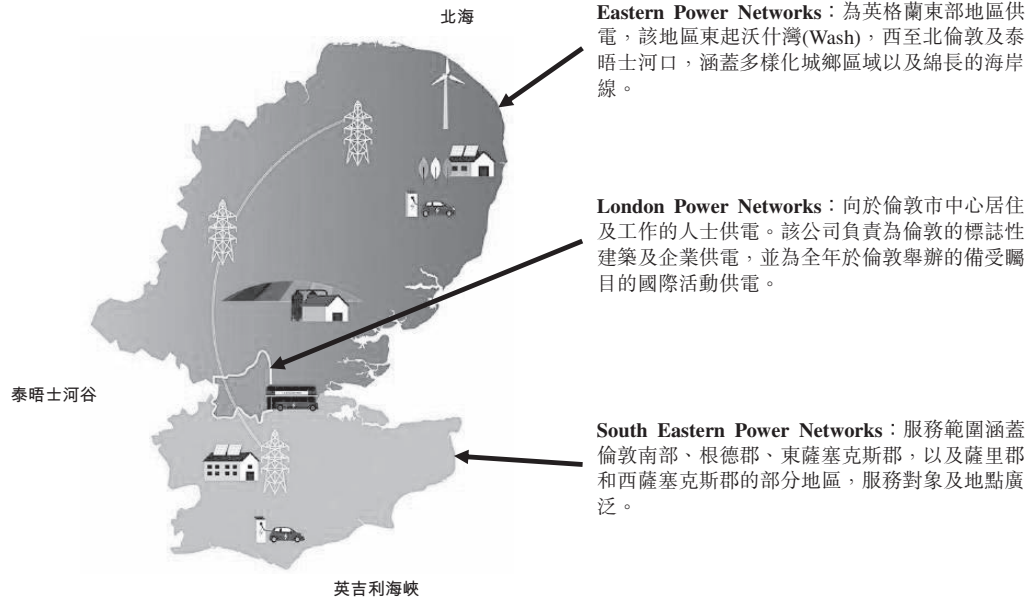 北海
Eastern Power Networks：為英格蘭東部地區供
電，該地區東起沃什灣(Wash)，西至北倫敦及泰
晤士河口，涵蓋多樣化城鄉區域以及綿長的海岸
線。
London Power Networks：向於倫敦市中心居住
及工作的人士供電。該公司負責為倫敦的標誌性
建築及企業供電，並為全年於倫敦舉辦的備受矚
目的國際活動供電。
泰晤士河谷
South Eastern Power Networks：服務範圍涵蓋
倫敦南部、根德郡、東薩塞克斯郡，以及薩里郡
和西薩塞克斯郡的部分地區，服務對象及地點廣
泛。
英吉利海峽